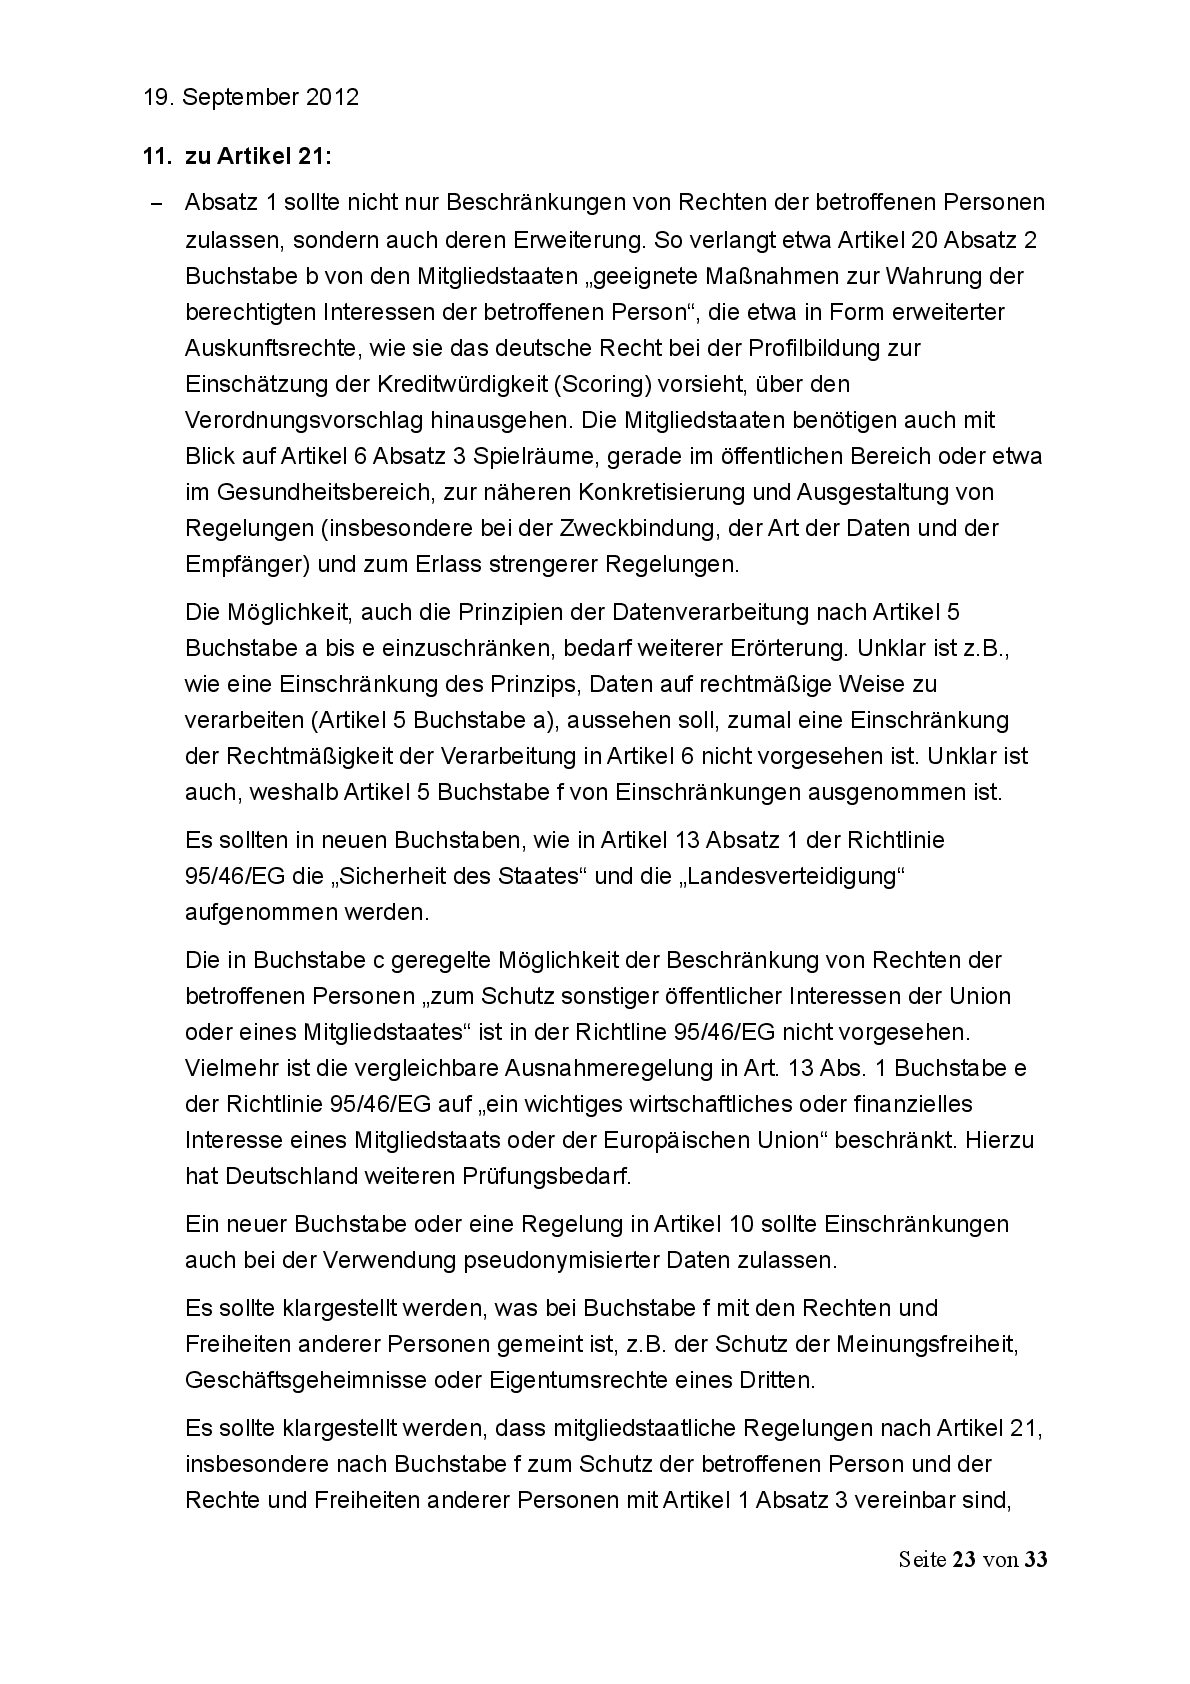 19. September 2012
11. zu Artikel 21:
– Absatz 1 sollte nicht nur Beschränkungen von Rechten der betroffenen Personen
zulassen, sondern auch deren Erweiterung. So verlangt etwa Artikel 20 Absatz 2
Buchstabe b von den Mitgliedstaaten „geeignete Maßnahmen zur Wahrung der
berechtigten Interessen der betroffenen Person“, die etwa in Form erweiterter
Auskunftsrechte, wie sie das deutsche Recht bei der Profilbildung zur
Einschätzung der Kreditwürdigkeit (Scoring) vorsieht, über den
Verordnungsvorschlag hinausgehen. Die Mitgliedstaaten benötigen auch mit
Blick auf Artikel 6 Absatz 3 Spielräume, gerade im öffentlichen Bereich oder etwa
im Gesundheitsbereich, zur näheren Konkretisierung und Ausgestaltung von
Regelungen (insbesondere bei der Zweckbindung, der Art der Daten und der
Empfänger) und zum Erlass strengerer Regelungen.
Die Möglichkeit, auch die Prinzipien der Datenverarbeitung nach Artikel 5
Buchstabe a bis e einzuschränken, bedarf weiterer Erörterung. Unklar ist z.B.,
wie eine Einschränkung des Prinzips, Daten auf rechtmäßige Weise zu
verarbeiten (Artikel 5 Buchstabe a), aussehen soll, zumal eine Einschränkung
der Rechtmäßigkeit der Verarbeitung in Artikel 6 nicht vorgesehen ist. Unklar ist
auch, weshalb Artikel 5 Buchstabe f von Einschränkungen ausgenommen ist.
Es sollten in neuen Buchstaben, wie in Artikel 13 Absatz 1 der Richtlinie
95/46/EG die „Sicherheit des Staates“ und die „Landesverteidigung“
aufgenommen werden.
Die in Buchstabe c geregelte Möglichkeit der Beschränkung von Rechten der
betroffenen Personen „zum Schutz sonstiger öffentlicher Interessen der Union
oder eines Mitgliedstaates“ ist in der Richtline 95/46/EG nicht vorgesehen.
Vielmehr ist die vergleichbare Ausnahmeregelung in Art. 13 Abs. 1 Buchstabe e
der Richtlinie 95/46/EG auf „ein wichtiges wirtschaftliches oder finanzielles
Interesse eines Mitgliedstaats oder der Europäischen Union“ beschränkt. Hierzu
hat Deutschland weiteren Prüfungsbedarf.
Ein neuer Buchstabe oder eine Regelung in Artikel 10 sollte Einschränkungen
auch bei der Verwendung pseudonymisierter Daten zulassen.
Es sollte klargestellt werden, was bei Buchstabe f mit den Rechten und
Freiheiten anderer Personen gemeint ist, z.B. der Schutz der Meinungsfreiheit,
Geschäftsgeheimnisse oder Eigentumsrechte eines Dritten.
Es sollte klargestellt werden, dass mitgliedstaatliche Regelungen nach Artikel 21,
insbesondere nach Buchstabe f zum Schutz der betroffenen Person und der
Rechte und Freiheiten anderer Personen mit Artikel 1 Absatz 3 vereinbar sind,
Seite 23 von 33